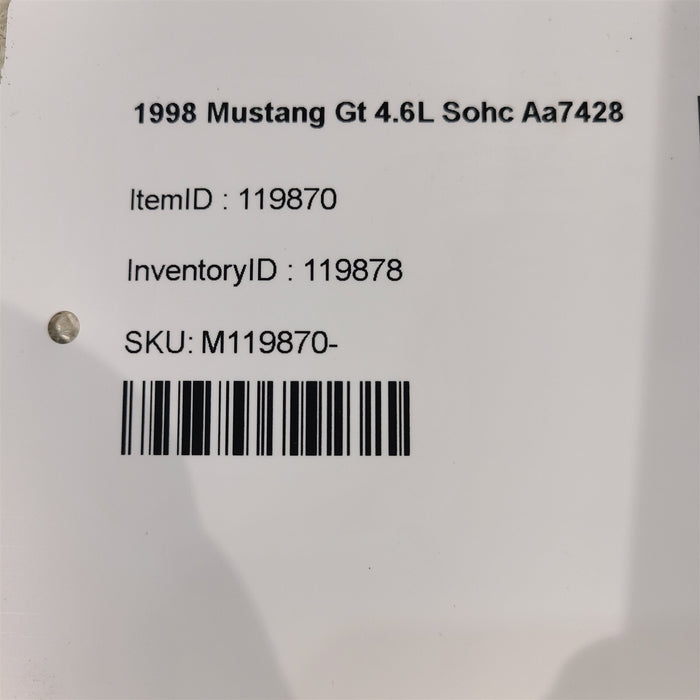 1998 Mustang Gt 4.6L Sohc Aa7428
ItemID : 119870
InventoryID : 119878
SKU: M119870-